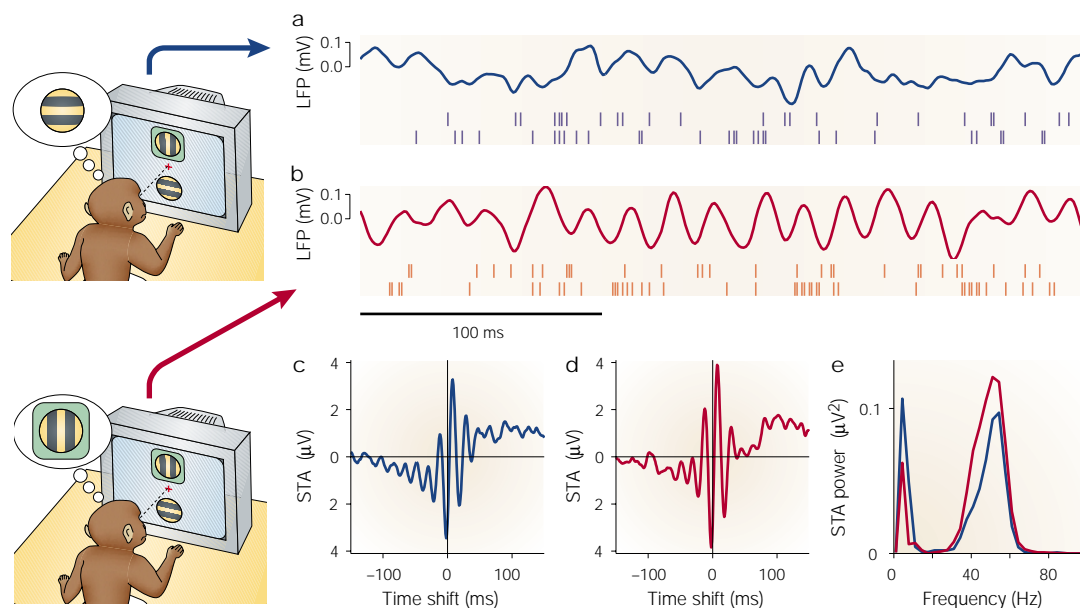 a
LFP (mV)
0.1
0.0
b
LFP (mV)
0.1
0.0
100 ms
c
STA (µV)
4
2
0
2
4
–100
0
100
Time shift (ms)
d
STA (µV)
4
2
0
2
4
–100
0
100
Time shift (ms)
e
STA power (µV²)
0.1
0
0
40
80
Frequency (Hz)